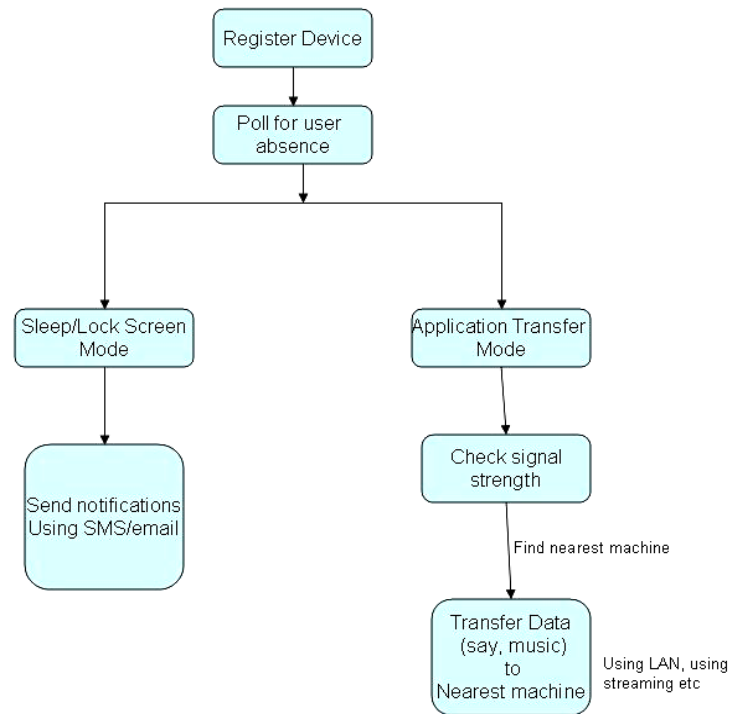 Register Device
Poll for user
absence
Sleep/Lock Screen
Mode
Application Transfer
Mode
Send notifications
Using SMS/email
Check signal
strength
Find nearest machine
Transfer Data
(say, music)
to
Nearest machine
Using LAN, using
streaming etc